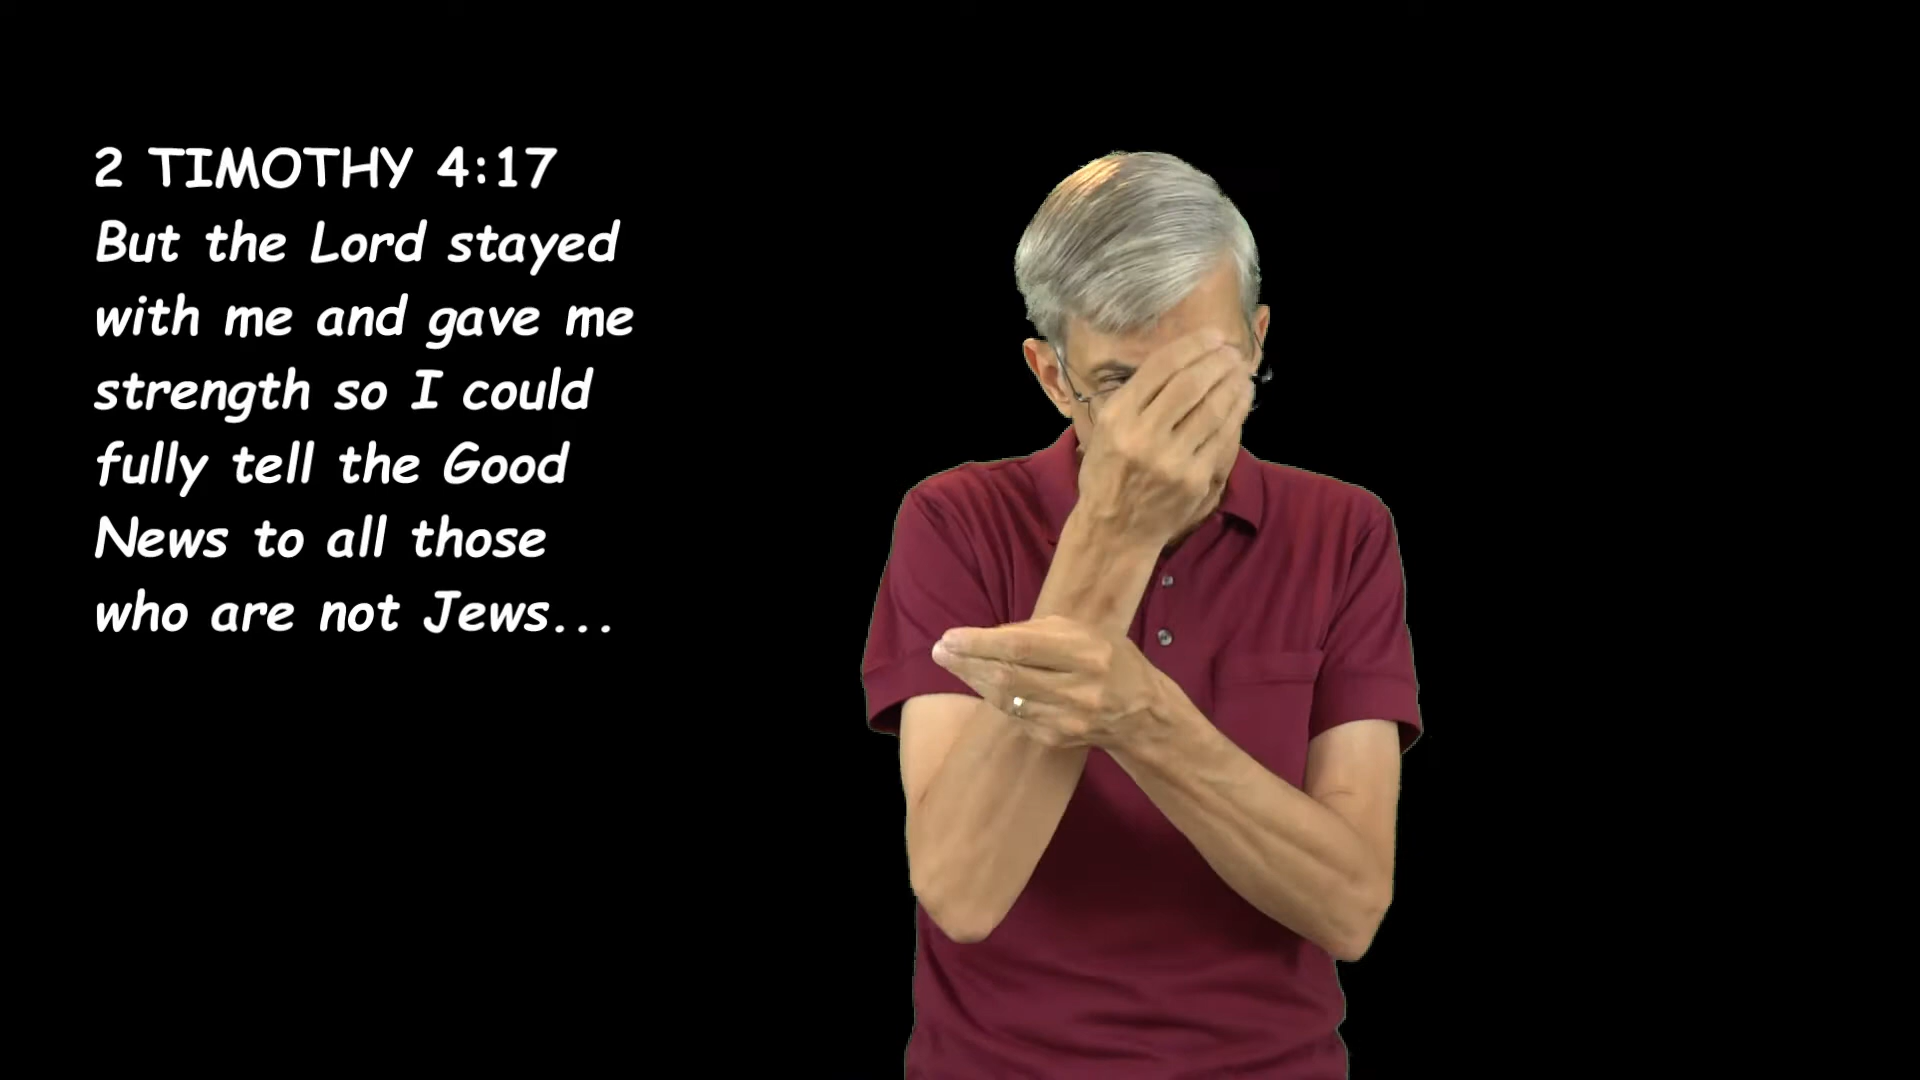 2 TIMOTHY 4:17
But the Lord stayed
with me and gave me
strength so I could
fully tell the Good
News to all those
who are not Jews...